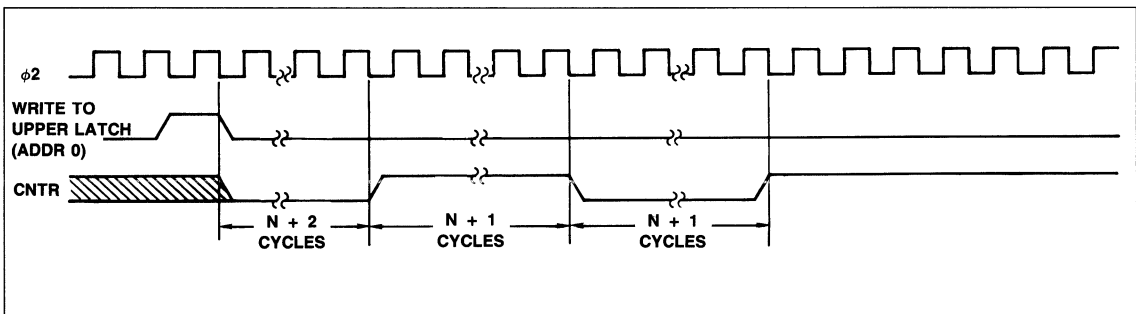 φ2
WRITE TO
UPPER LATCH
(ADDR 0)
CNTR
N + 2
CYCLES
N + 1
CYCLES
N + 1
CYCLES